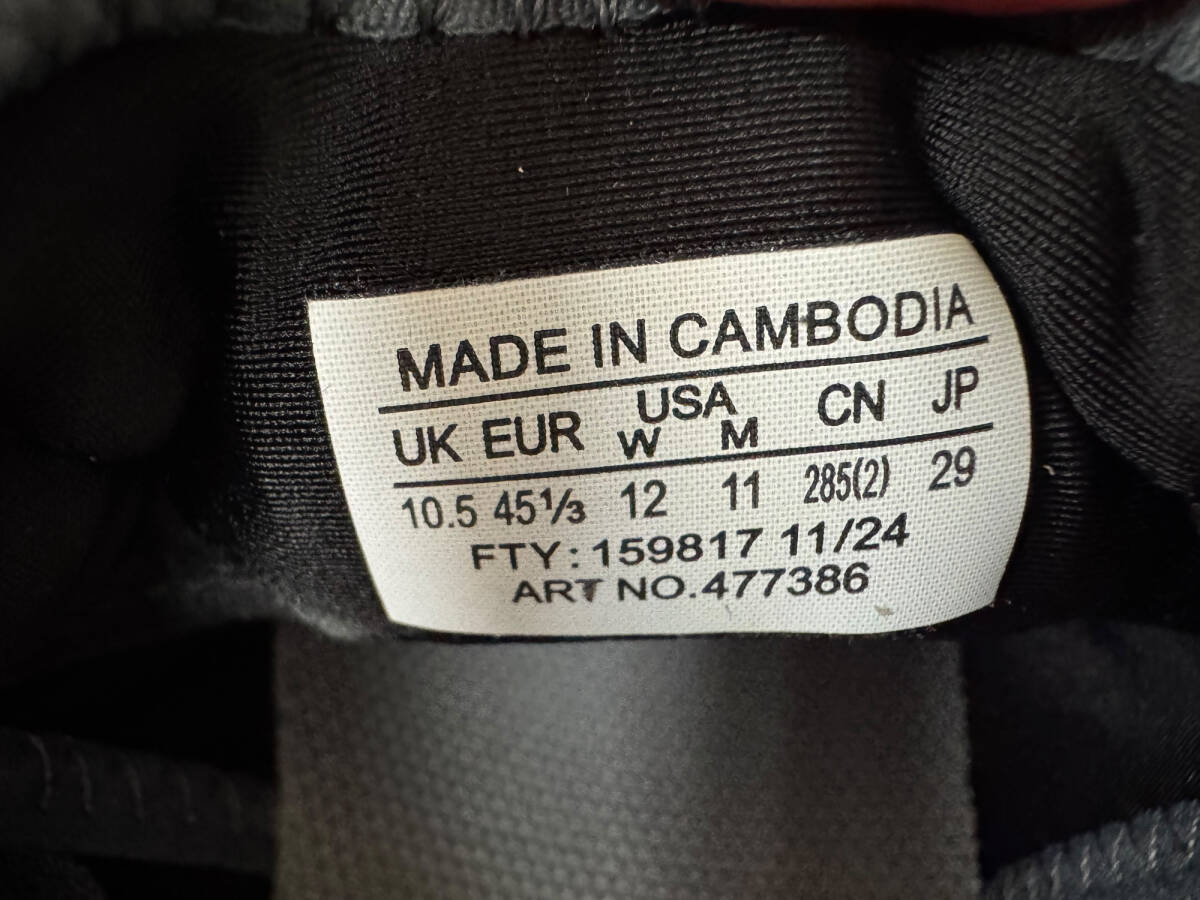 MADE IN CAMBODIA
UK EUR USA CN JP
W M
10.5 45⅓ 12 11 285(2) 29
FTY: 159817 11/24
ART NO.477386